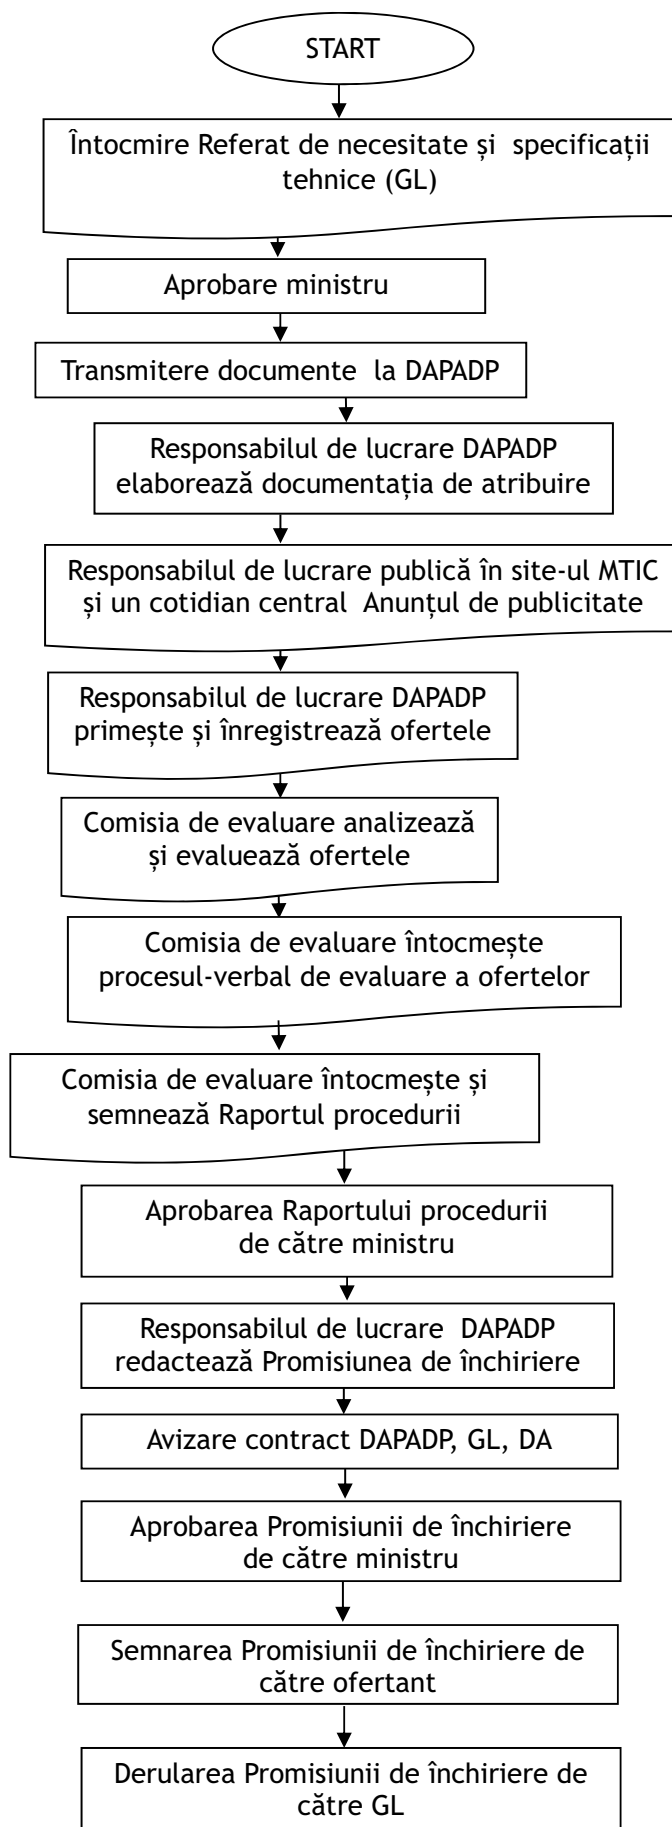 START
Întocmire Referat de necesitate și specificații
tehnice (GL)
Aprobare ministru
Transmitere documente la DAPADP
Responsabilul de lucrare DAPADP
elaborează documentația de atribuire
Responsabilul de lucrare publică în site-ul MTIC
și un cotidian central Anunțul de publicitate
Responsabilul de lucrare DAPADP
primește și înregistrează ofertele
Comisia de evaluare analizează
și evaluează ofertele
Comisia de evaluare întocmește
procesul-verbal de evaluare a ofertelor
Comisia de evaluare întocmește și
semnează Raportul procedurii
Aprobarea Raportului procedurii
de către ministru
Responsabilul de lucrare DAPADP
redactează Promisiunea de închiriere
Avizare contract DAPADP, GL, DA
Aprobarea Promisiunii de închiriere
de către ministru
Semnarea Promisiunii de închiriere de
către ofertant
Derularea Promisiunii de închiriere de
către GL